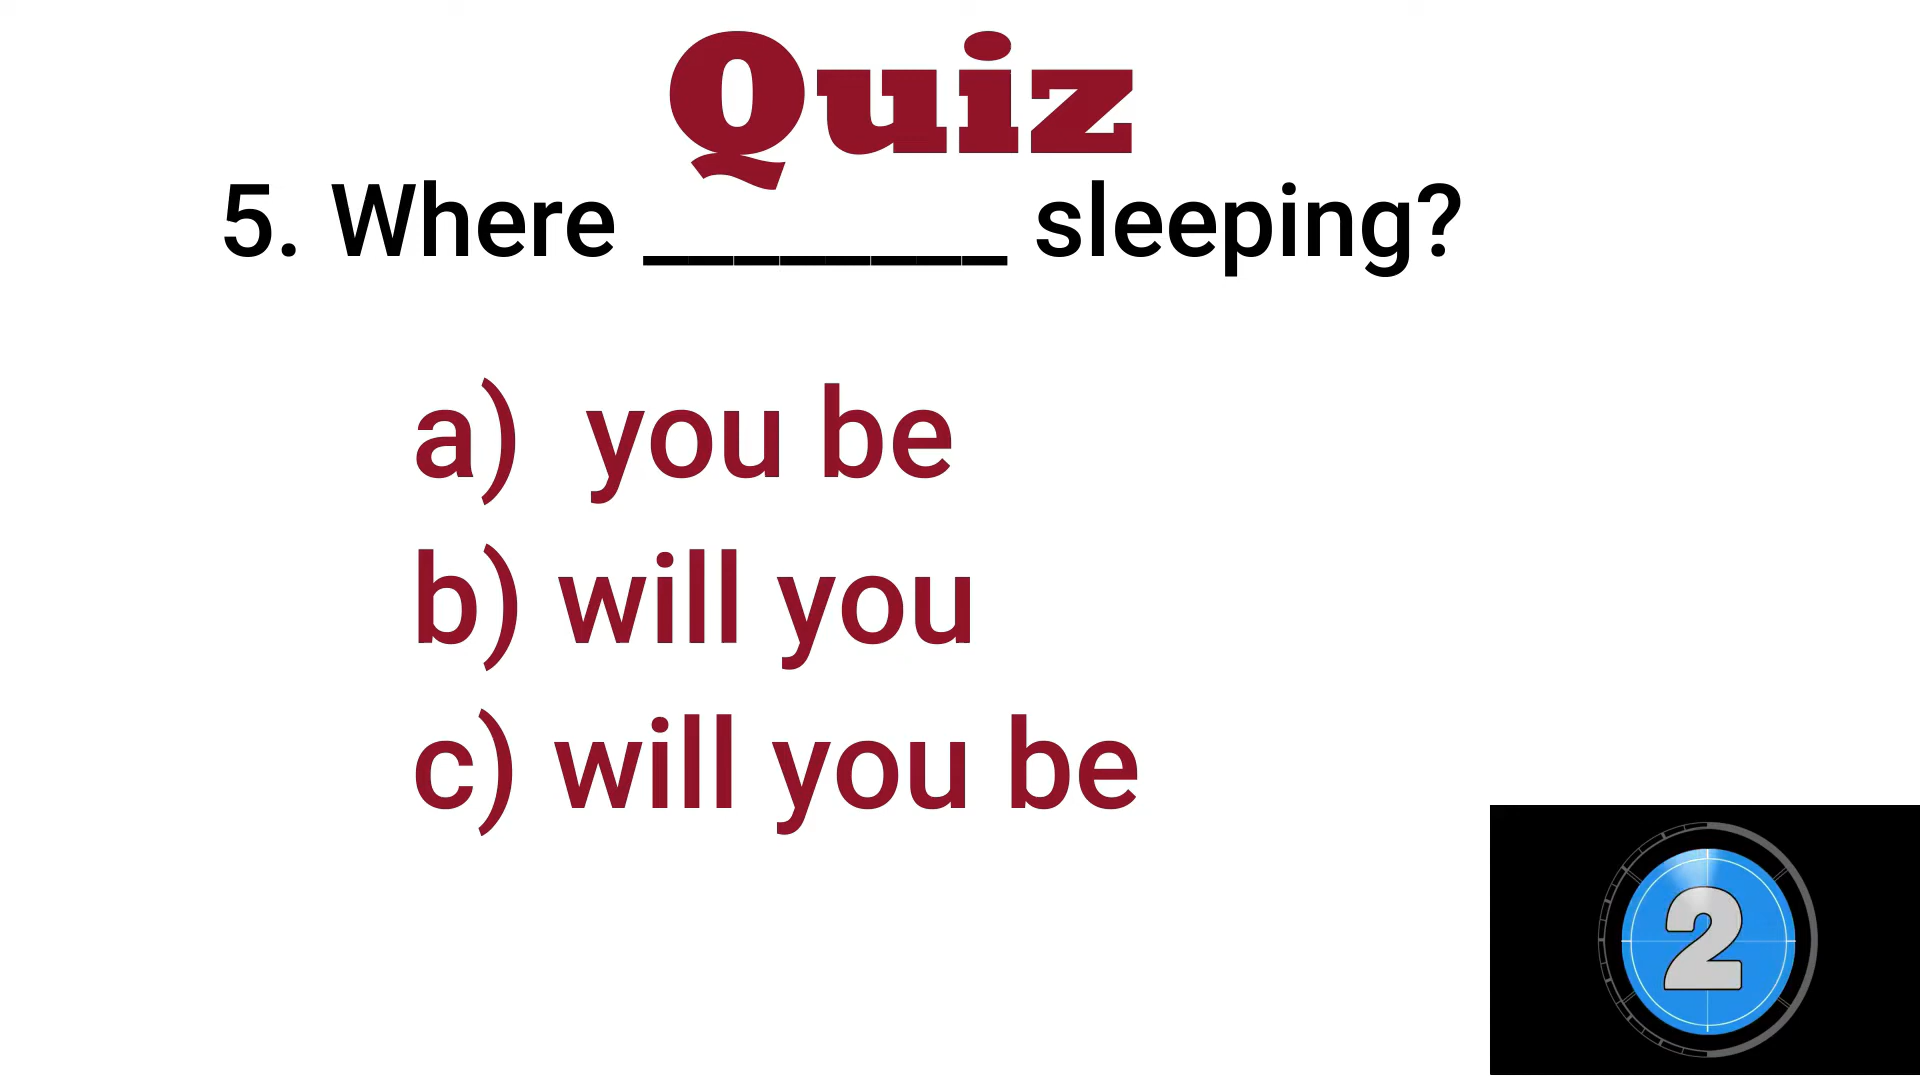 Quiz
5. Where ________ sleeping?
a) you be
b) will you
c) will you be
2